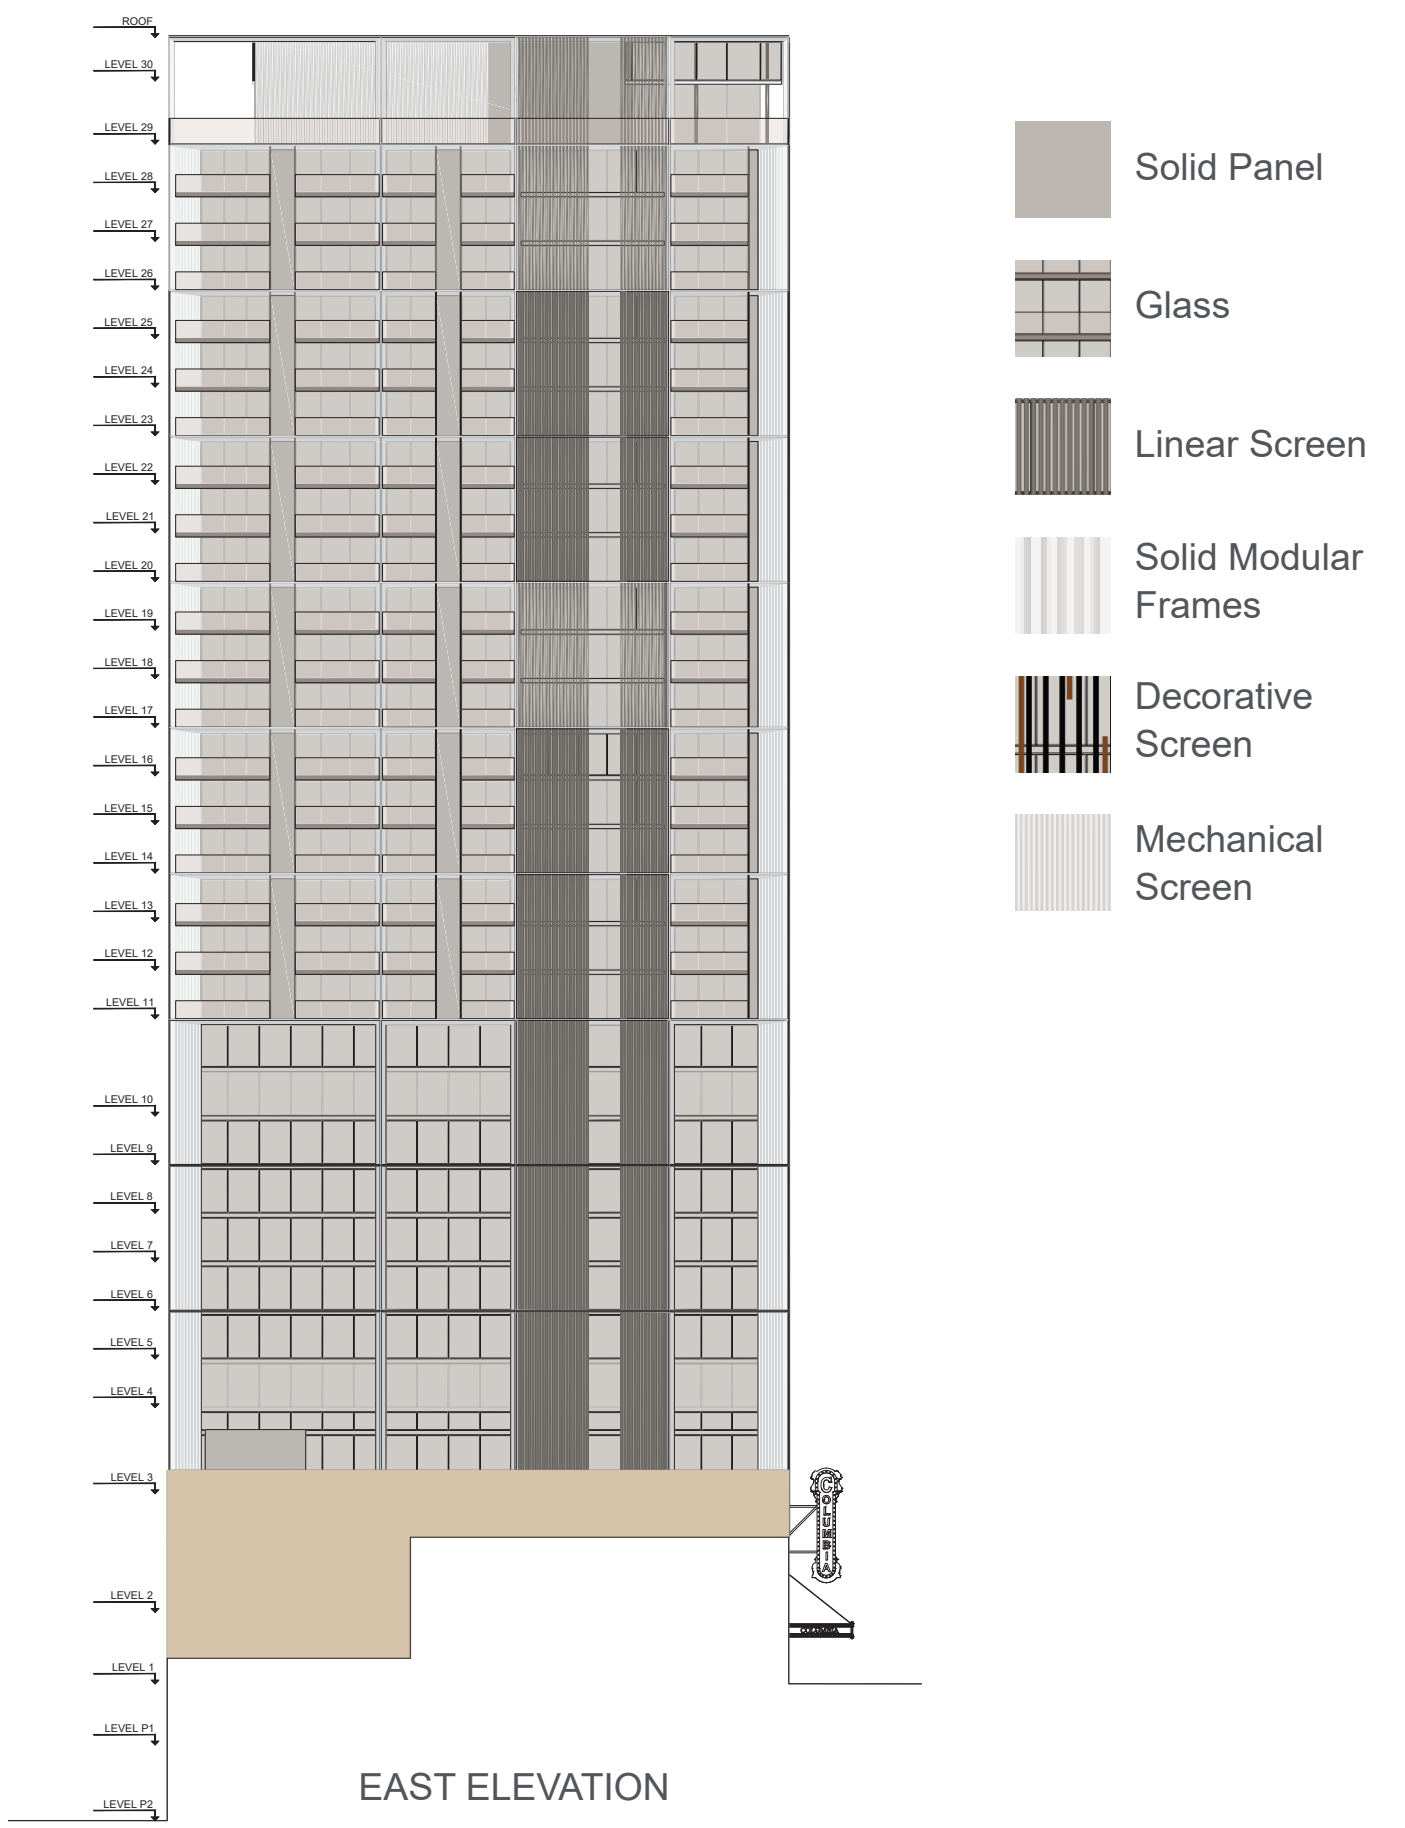 ROOF
LEVEL 30
LEVEL 29
LEVEL 28
LEVEL 27
LEVEL 26
LEVEL 25
LEVEL 24
LEVEL 23
LEVEL 22
LEVEL 21
LEVEL 20
LEVEL 19
LEVEL 18
LEVEL 17
LEVEL 16
LEVEL 15
LEVEL 14
LEVEL 13
LEVEL 12
LEVEL 11
LEVEL 10
LEVEL 9
LEVEL 8
LEVEL 7
LEVEL 6
LEVEL 5
LEVEL 4
LEVEL 3
LEVEL 2
LEVEL 1
LEVEL P1
LEVEL P2
Solid Panel
Glass
Linear Screen
Solid Modular
Frames
Decorative
Screen
Mechanical
Screen
COLUMBIA
COLUMBIA
EAST ELEVATION